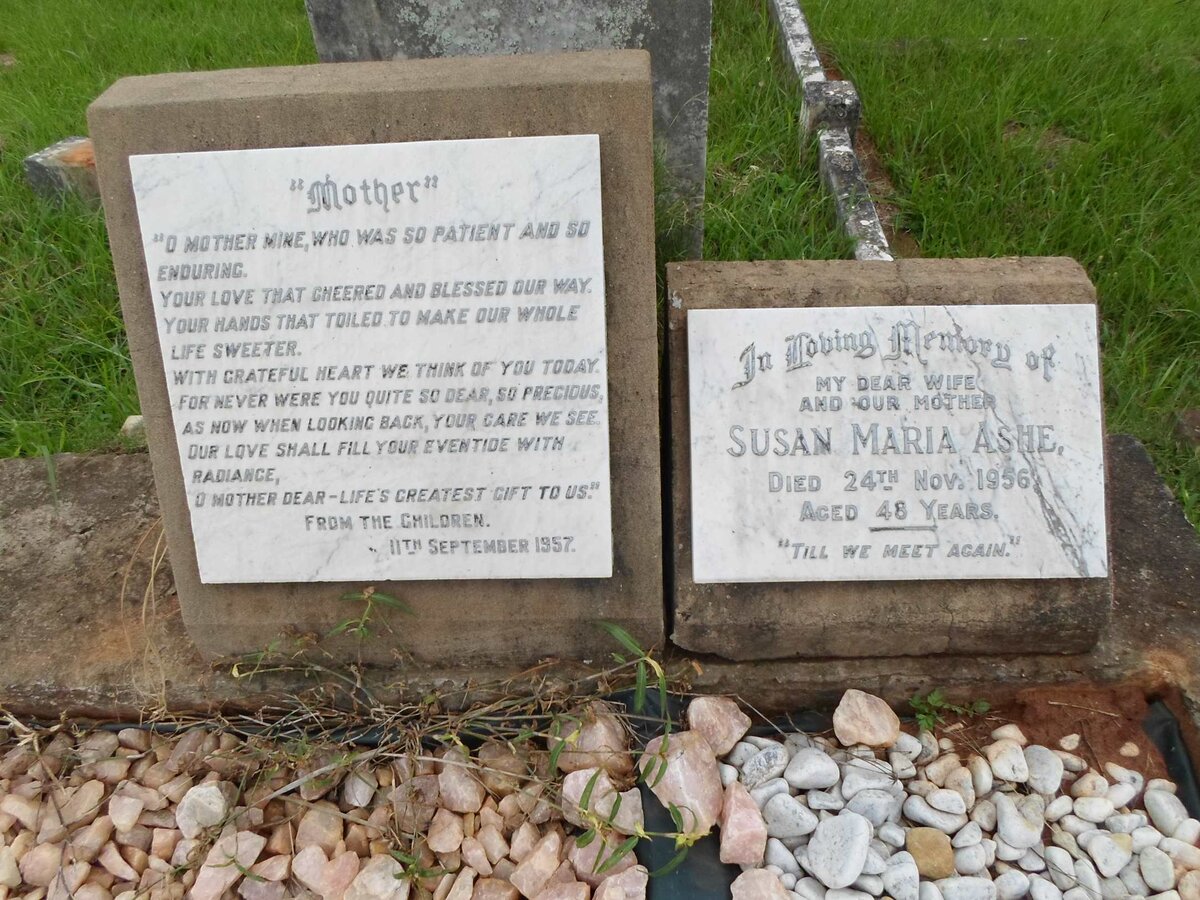 "Mother"
"O MOTHER MINE, WHO WAS SO PATIENT AND SO
ENDURING.
YOUR LOVE THAT CHEERED AND BLESSED OUR WAY.
YOUR HANDS THAT TOILED TO MAKE OUR WHOLE
LIFE SWEETER.
WITH GRATEFUL HEART WE THINK OF YOU TODAY.
FOR NEVER WERE YOU QUITE SO DEAR, SO PRECIOUS,
AS NOW WHEN LOOKING BACK, YOUR CARE WE SEE.
OUR LOVE SHALL FILL YOUR EVENTIDE WITH
RADIANCE,
O MOTHER DEAR - LIFE'S GREATEST GIFT TO US."
FROM THE CHILDREN.
11TH SEPTEMBER 1957.
In Loving Memory of
MY DEAR WIFE
AND OUR MOTHER
SUSAN MARIA ASHE,
DIED 24TH NOV. 1956.
AGED 48 YEARS.
"TILL WE MEET AGAIN."